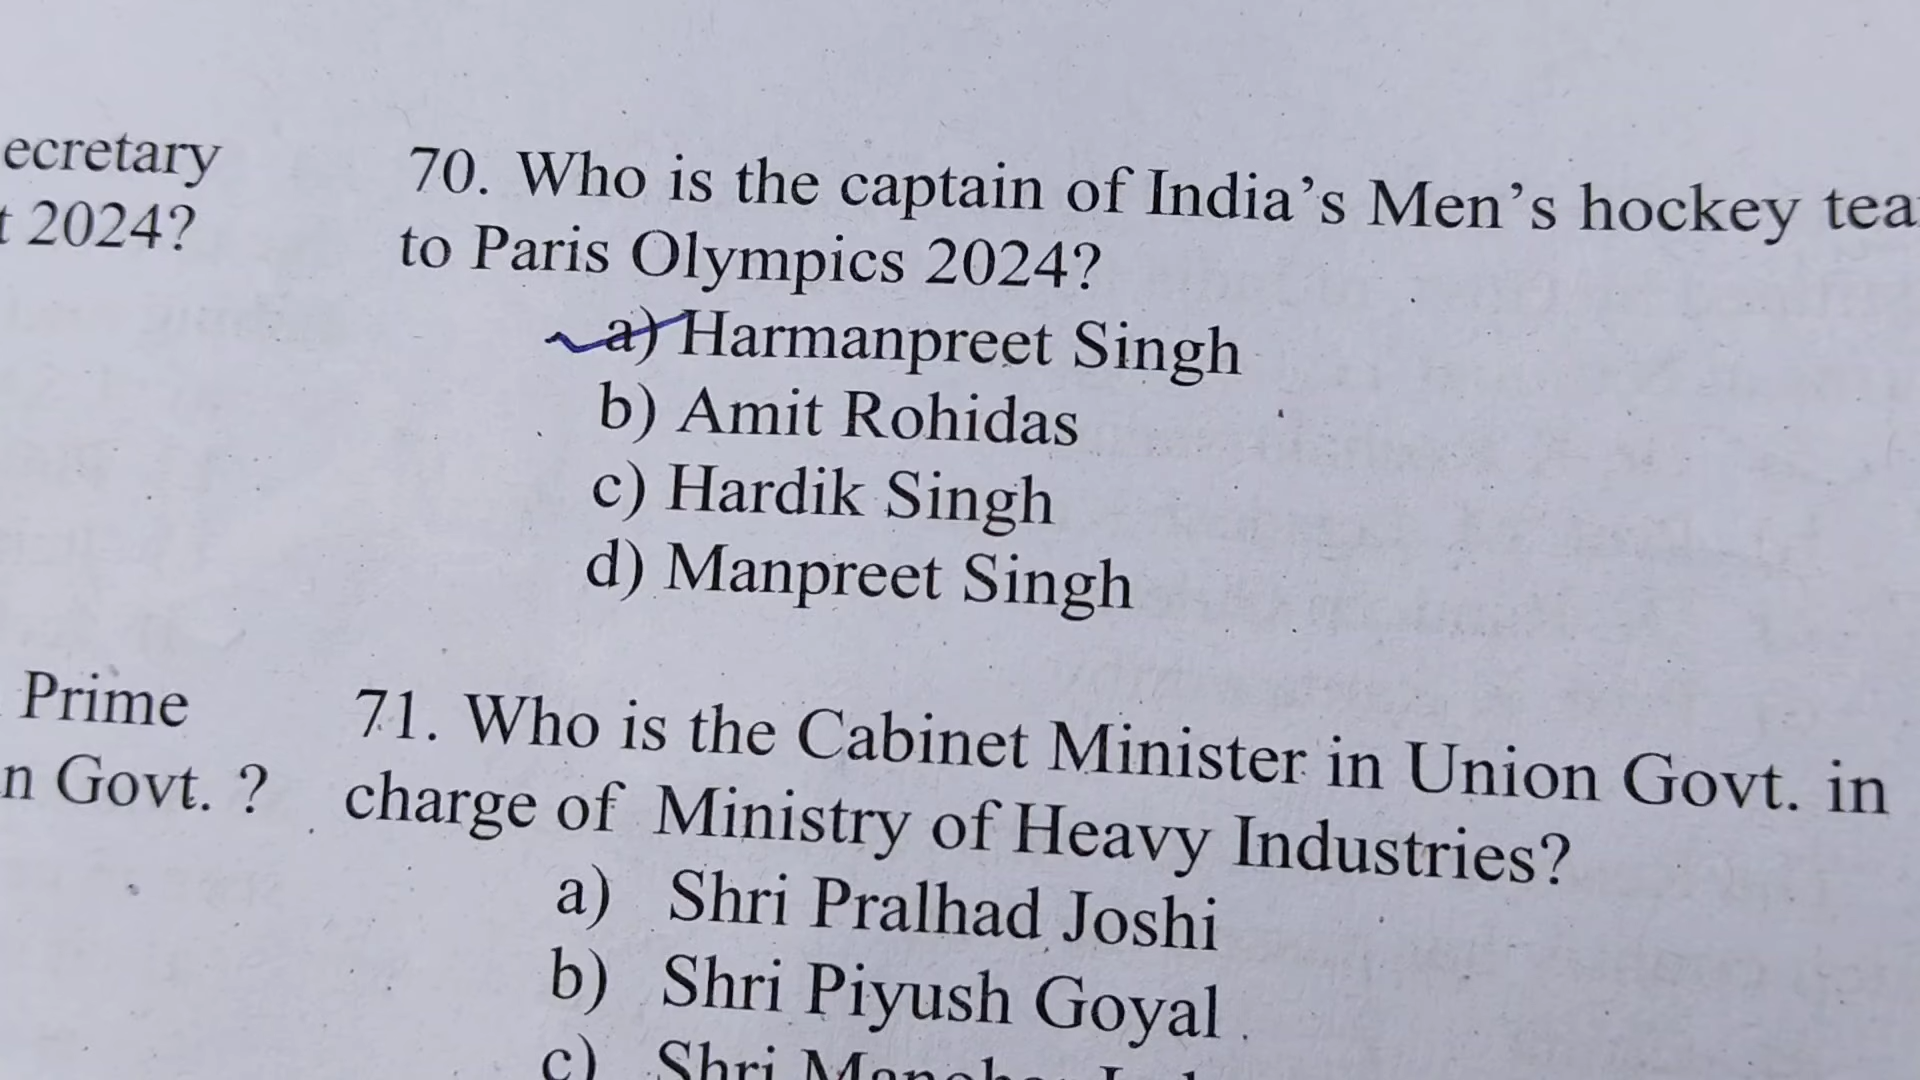 ecretary
t 2024?
70. Who is the captain of India’s Men’s hockey tea
to Paris Olympics 2024?
a) Harmanpreet Singh
b) Amit Rohidas
c) Hardik Singh
d) Manpreet Singh
Prime
n Govt. ?
71. Who is the Cabinet Minister in Union Govt. in
charge of Ministry of Heavy Industries?
a) Shri Pralhad Joshi
b) Shri Piyush Goyal
c) Shri